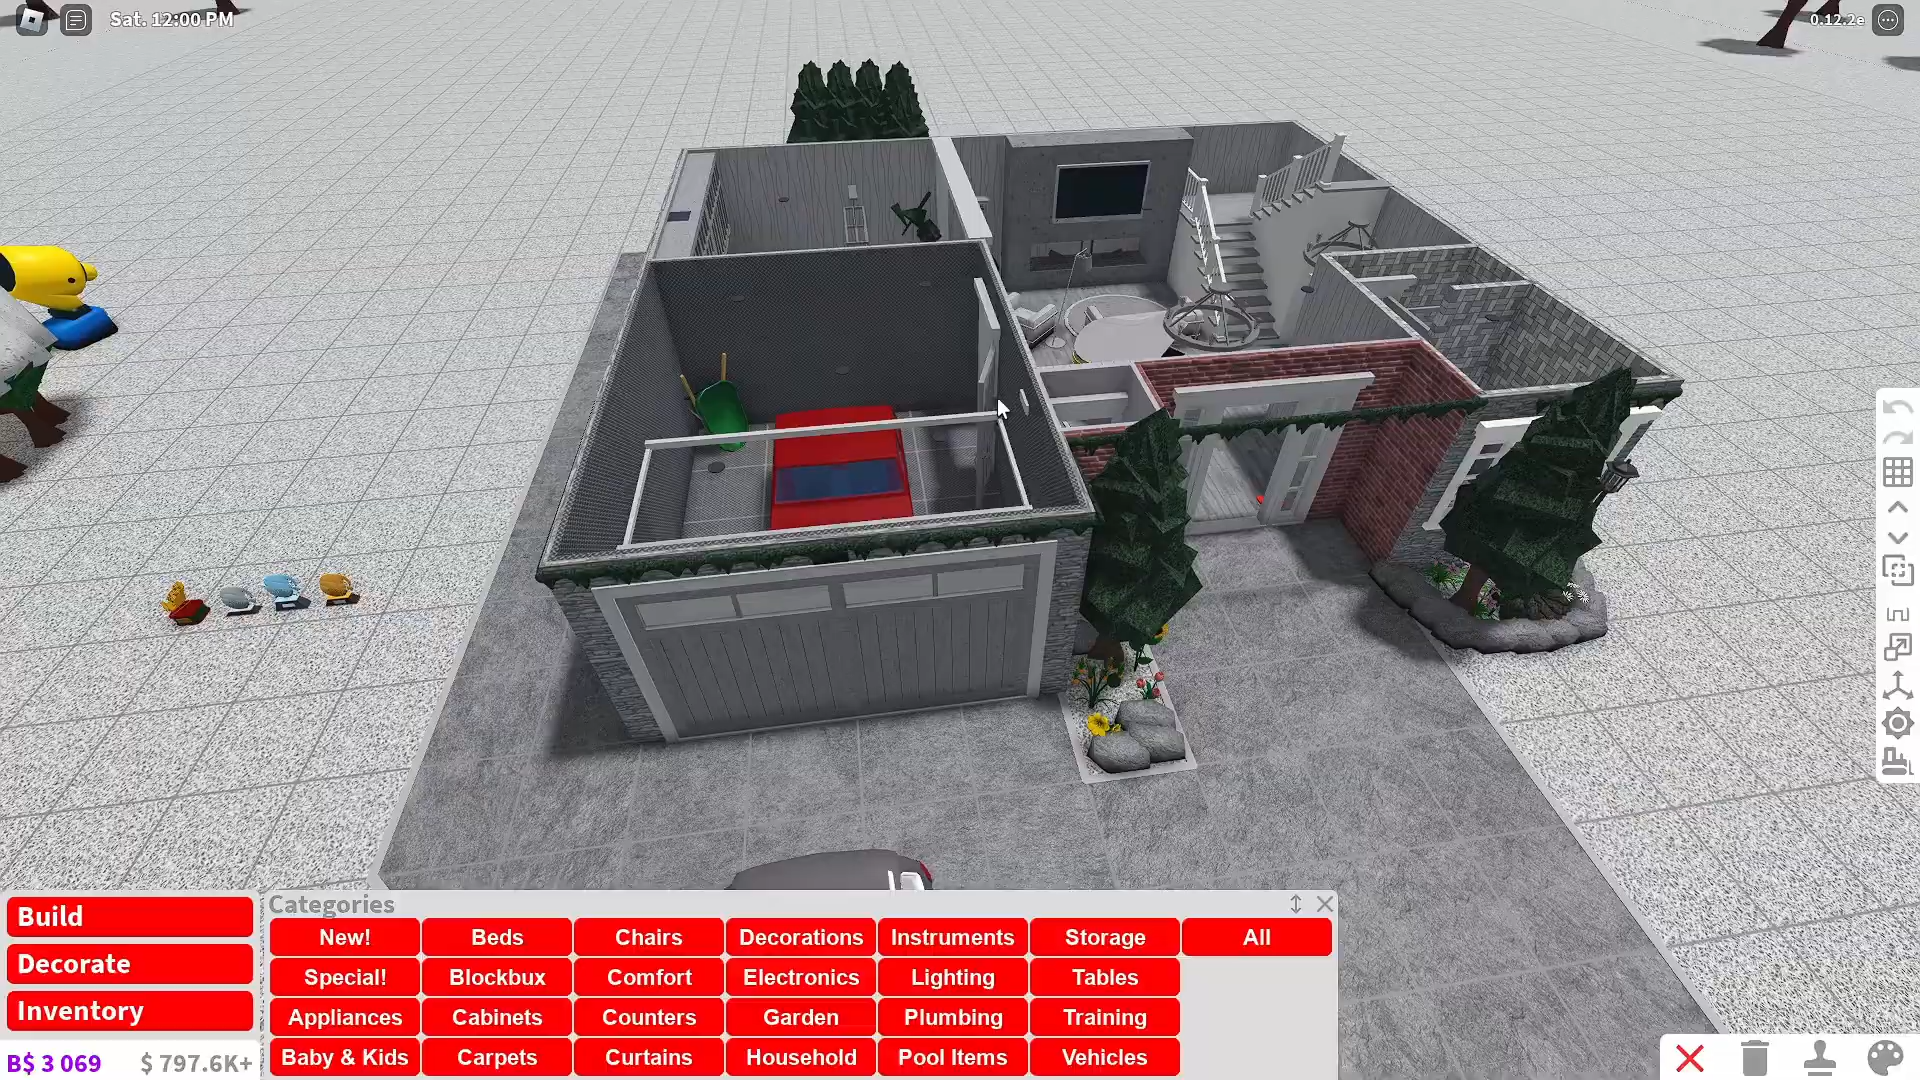 Sat. 12:00 PM
0.12.2e
Build
Decorate
Inventory
B$ 3 069 $ 797.6K+
Categories
New! Beds Chairs Decorations Instruments Storage All
Special! Blockbux Comfort Electronics Lighting Tables
Appliances Cabinets Counters Garden Plumbing Training
Baby & Kids Carpets Curtains Household Pool Items Vehicles